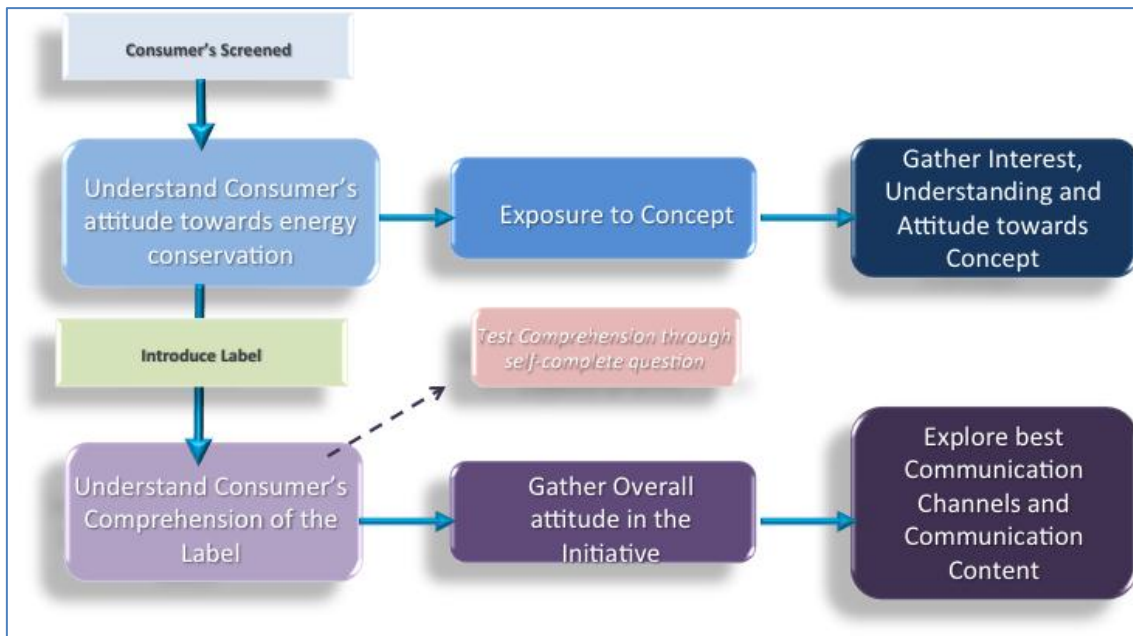 Consumer's Screened
Understand Consumer's
attitude towards energy
conservation
Exposure to Concept
Gather Interest,
Understanding and
Attitude towards
Concept
Introduce Label
Test Comprehension through
self-complete question
Understand Consumer's
Comprehension of the
Label
Gather Overall
attitude in the
Initiative
Explore best
Communication
Channels and
Communication
Content